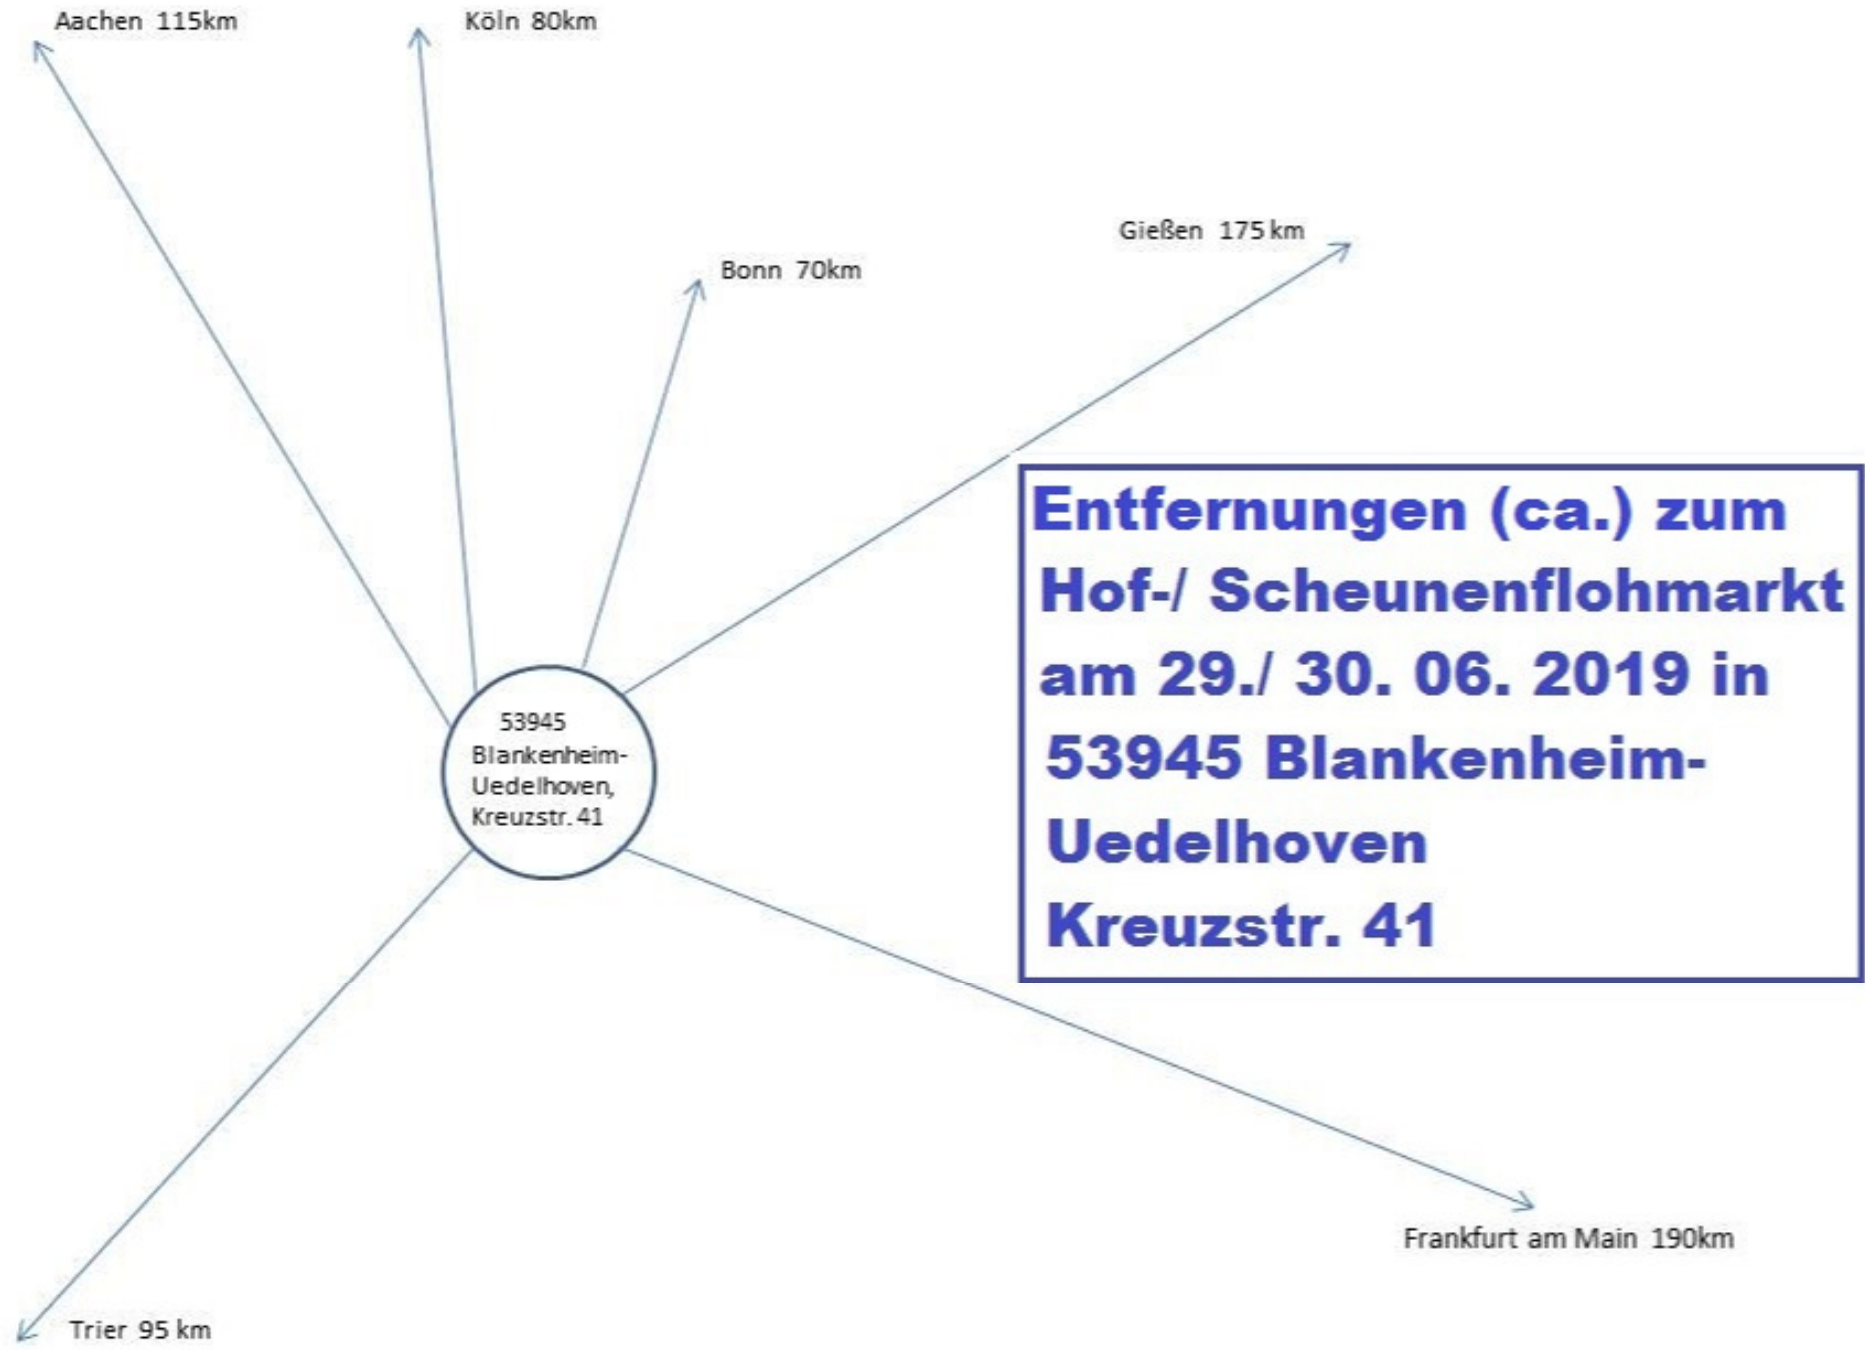 Aachen 115km
Köln 80km
Gießen 175 km
Bonn 70km
Entfernungen (ca.) zum
Hof-/ Scheunenflohmarkt
am 29./ 30. 06. 2019 in
53945 Blankenheim-
Uedelhoven
Kreuzstr. 41
53945
Blankenheim-
Uedelhoven,
Kreuzstr. 41
Frankfurt am Main 190km
Trier 95 km